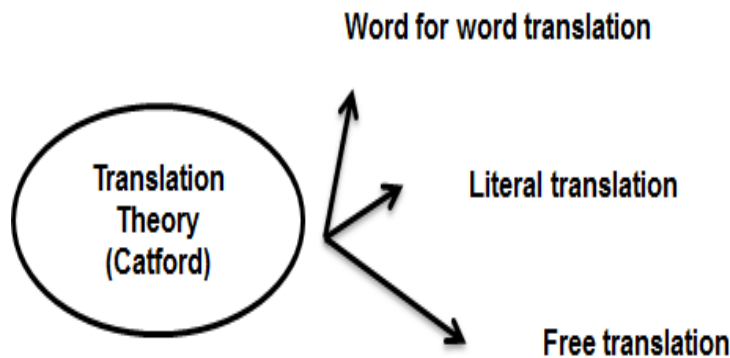 Word for word translation
Translation
Theory
(Catford)
Literal translation
Free translation